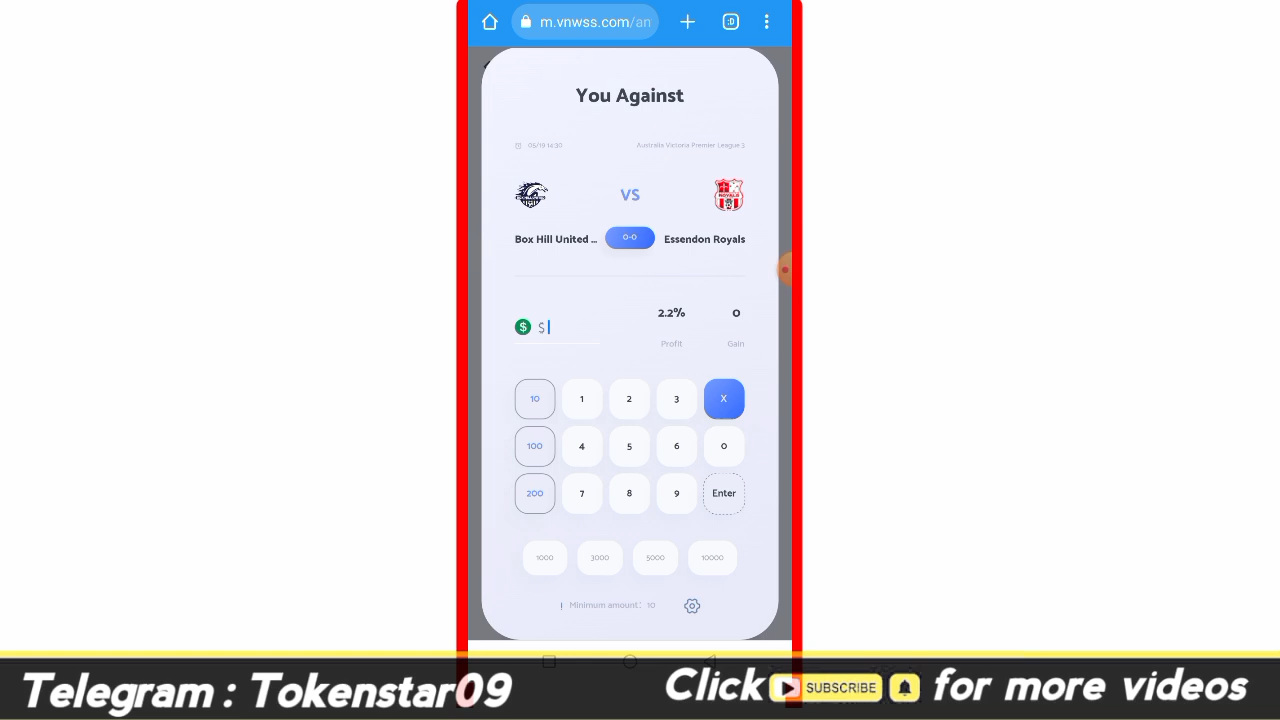 m.vnwss.com/an
:D
You Against
05/19 14:30 Australia Victoria Premier League 3
VS
ROYALS
Box Hill United ... 0-0 Essendon Royals
$ $ 2.2% 0
Profit Gain
10 1 2 3 X
100 4 5 6 0
200 7 8 9 Enter
1000 3000 5000 10000
! Minimum amount: 10
Telegram : Tokenstar09 Click SUBSCRIBE for more videos